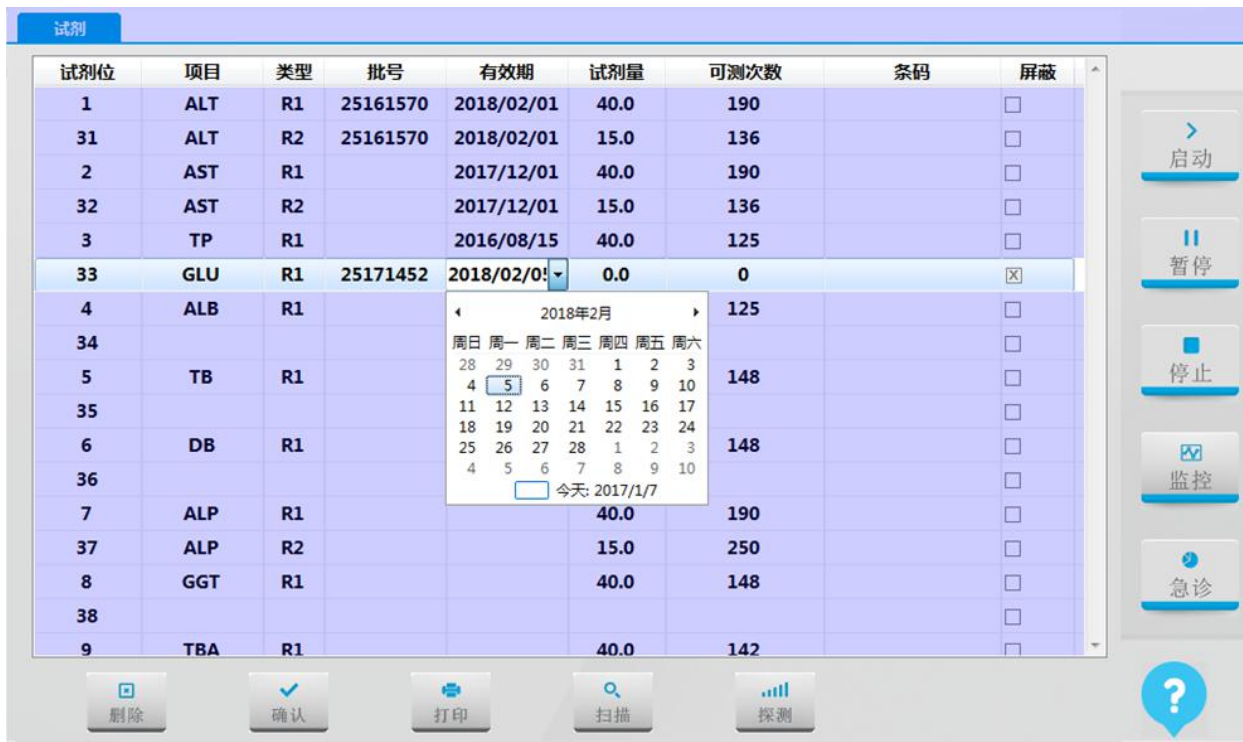 试剂
试剂位 项目 类型 批号 有效期 试剂量 可测次数 条码 屏蔽
1 ALT R1 25161570 2018/02/01 40.0 190
31 ALT R2 25161570 2018/02/01 15.0 136
2 AST R1 2017/12/01 40.0 190
32 AST R2 2017/12/01 15.0 136
3 TP R1 2016/08/15 40.0 125
33 GLU R1 25171452 2018/02/05 0.0 0
4 ALB R1 125
34
5 TB R1 148
35
6 DB R1 148
36
7 ALP R1 40.0 190
37 ALP R2 15.0 250
8 GGT R1 40.0 148
38
9 TBA R1 40.0 142
2018年2月
周日 周一 周二 周三 周四 周五 周六
28 29 30 31 1 2 3
4 5 6 7 8 9 10
11 12 13 14 15 16 17
18 19 20 21 22 23 24
25 26 27 28 1 2 3
4 5 6 7 8 9 10
今天: 2017/1/7
启动
暂停
停止
监控
急诊
删除 确认 打印 扫描 探测
?